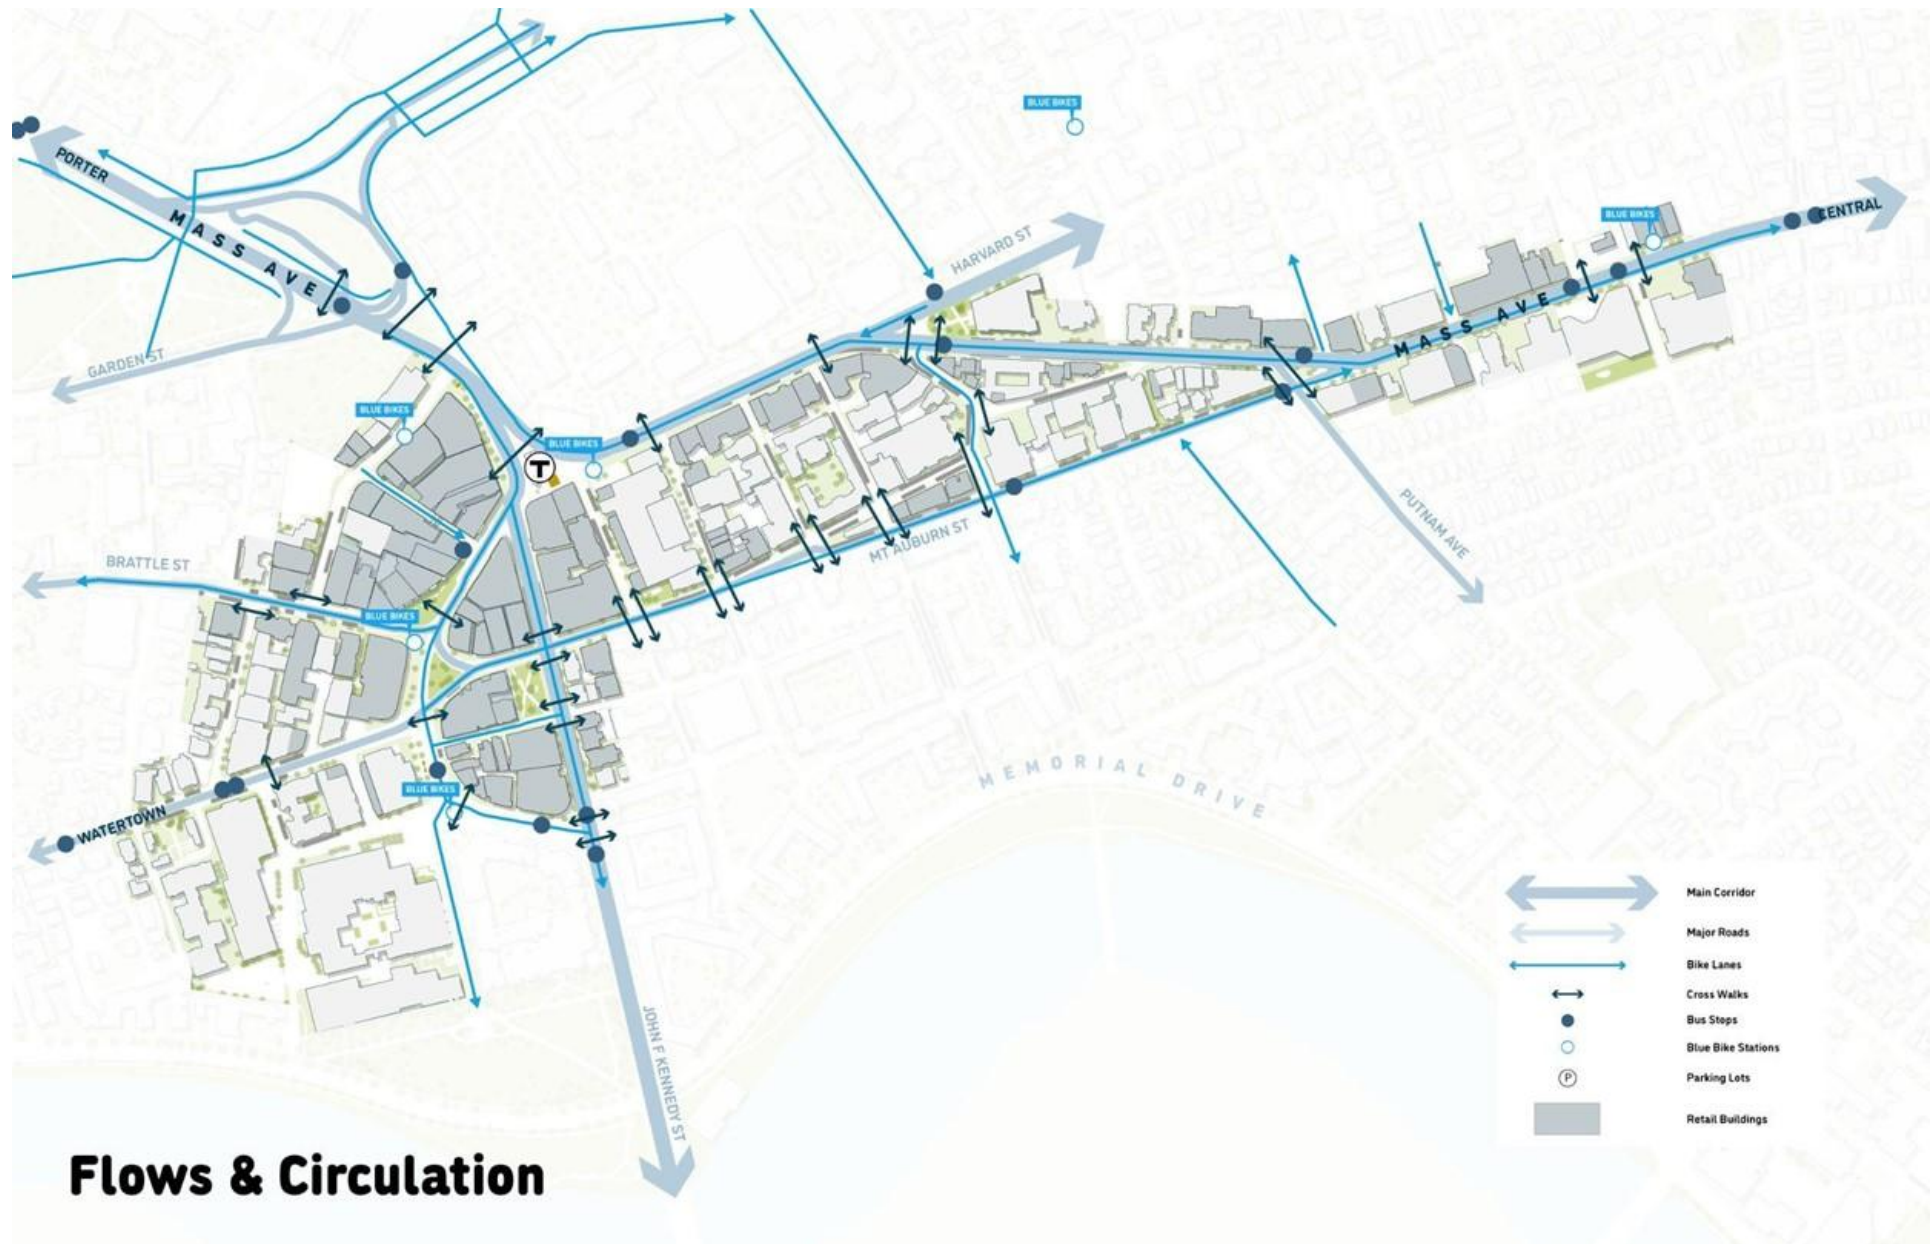 BLUE BIKES
PORTER
MASS AVE
CENTRAL
BLUE BIKES
HARVARD ST
MASS AVE
GARDEN ST
BLUE BIKES
BLUE BIKES
T
PUTNAM AVE
MT AUBURN ST
BRATTLE ST
BLUE BIKES
MEMORIAL DRIVE
BLUE BIKES
WATERTOWN
JOHN F KENNEDY ST
Main Corridor
Major Roads
Bike Lanes
Cross Walks
Bus Stops
Blue Bike Stations
P
Parking Lots
Retail Buildings
Flows & Circulation